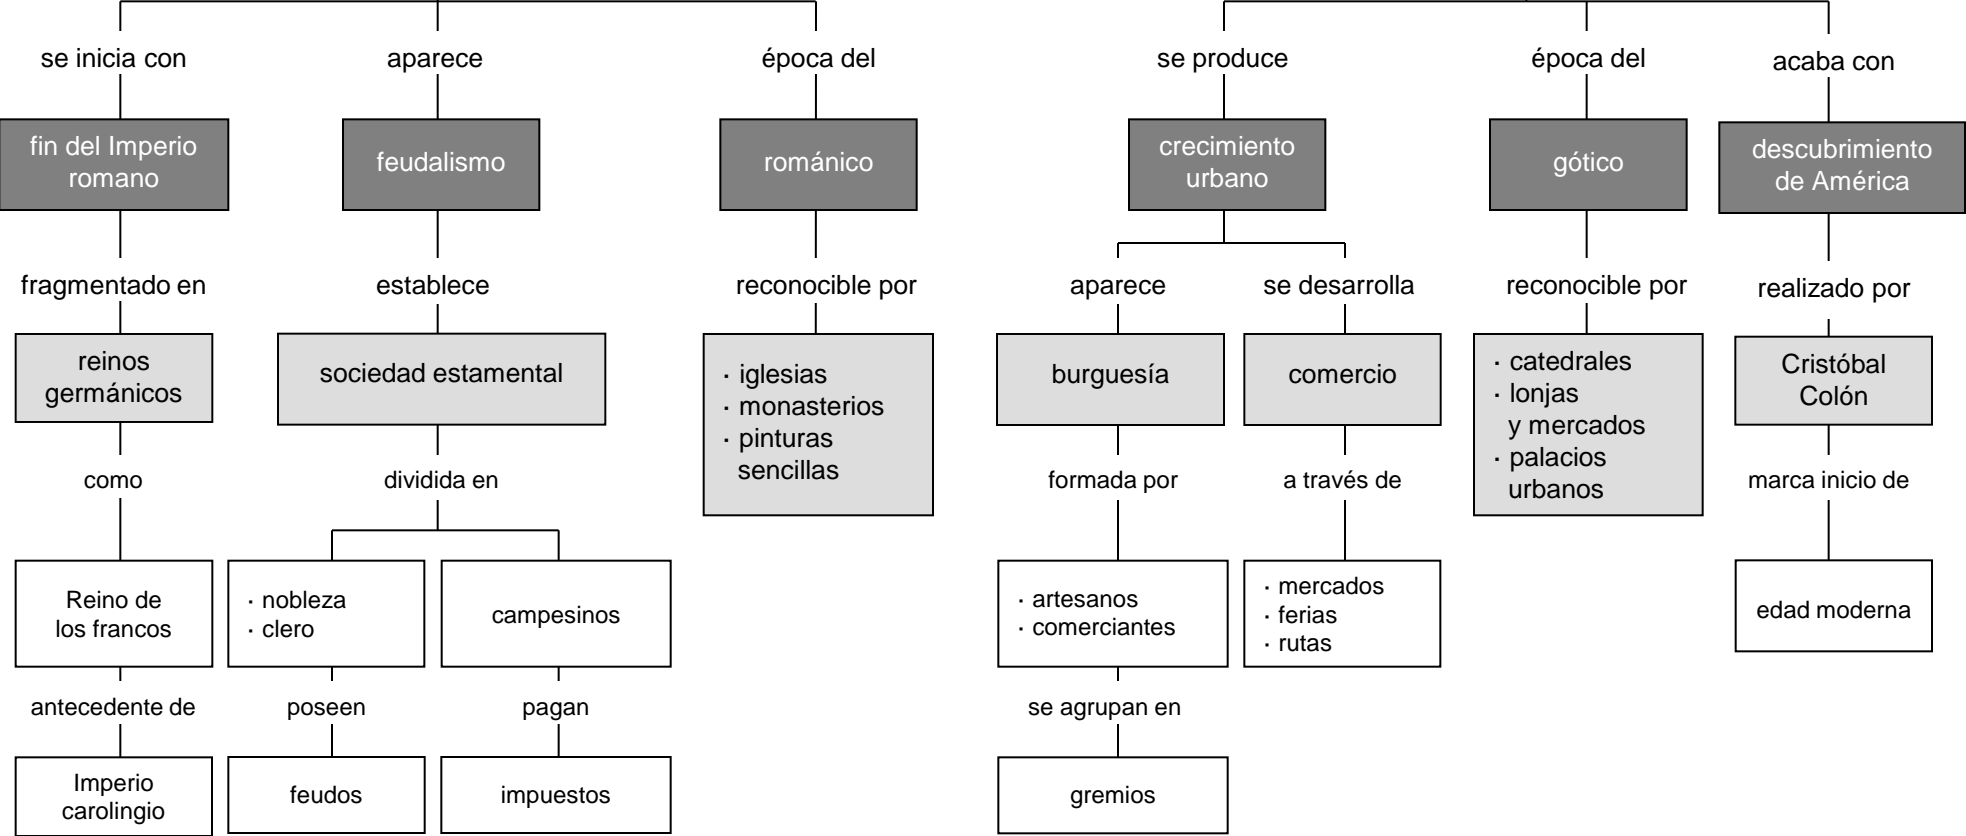 se inicia con
fin del Imperio
romano
fragmentado en
reinos
germánicos
como
Reino de
los francos
antecedente de
Imperio
carolingio
aparece
feudalismo
establece
sociedad estamental
dividida en
· nobleza
· clero
poseen
feudos
campesinos
pagan
impuestos
época del
románico
reconocible por
· iglesias
· monasterios
· pinturas
sencillas
se produce
crecimiento
urbano
aparece
burguesía
formada por
· artesanos
· comerciantes
se agrupan en
gremios
se desarrolla
comercio
a través de
· mercados
· ferias
· rutas
época del
gótico
reconocible por
· catedrales
· lonjas
y mercados
· palacios
urbanos
acaba con
descubrimiento
de América
realizado por
Cristóbal
Colón
marca inicio de
edad moderna